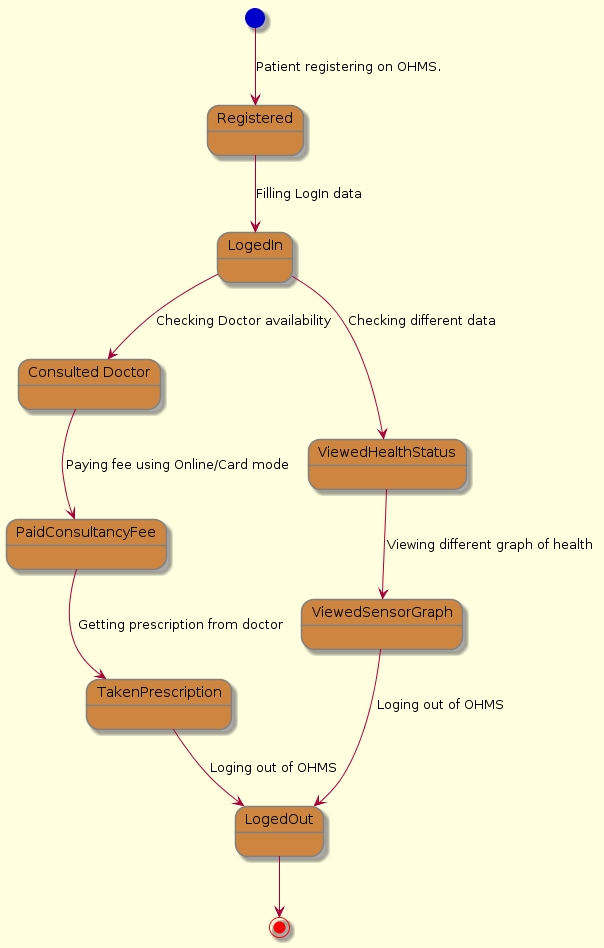 Patient registering on OHMS.
Registered
Filling LogIn data
LogedIn
Checking Doctor availability
Checking different data
Consulted Doctor
ViewedHealthStatus
Paying fee using Online/Card mode
PaidConsultancyFee
Viewing different graph of health
ViewedSensorGraph
Getting prescription from doctor
TakenPrescription
Loging out of OHMS
Loging out of OHMS
LogedOut